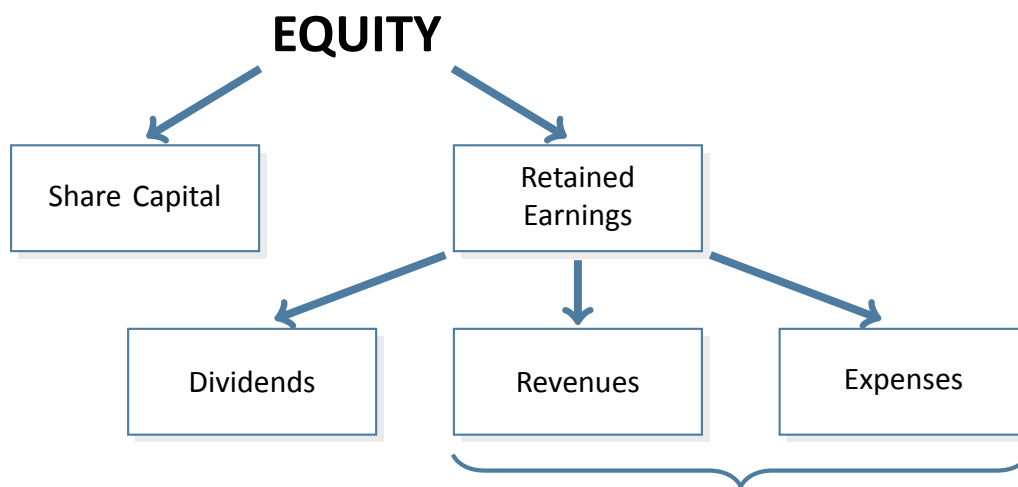 EQUITY
Share Capital
Retained
Earnings
Dividends
Revenues
Expenses